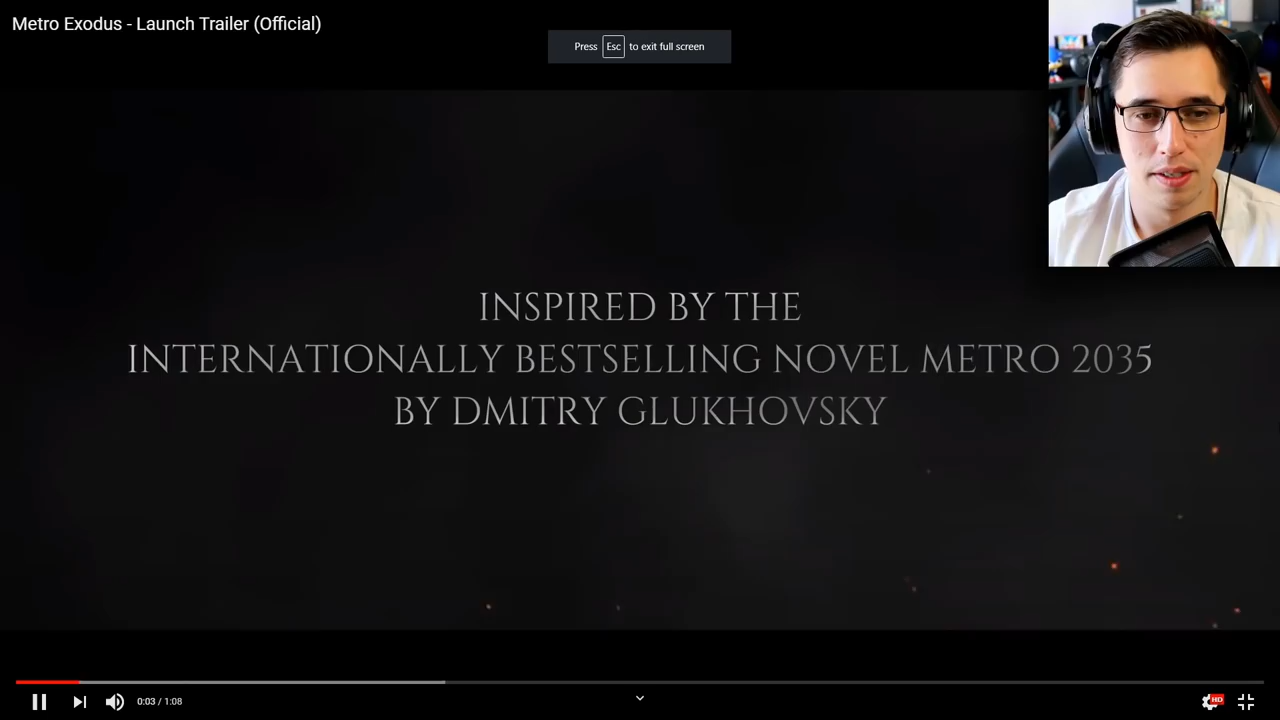 Metro Exodus - Launch Trailer (Official)
Press Esc to exit full screen
INSPIRED BY THE
INTERNATIONALLY BESTSELLING NOVEL METRO 2035
BY DMITRY GLUKHOVSKY
0:03 / 1:08
HD